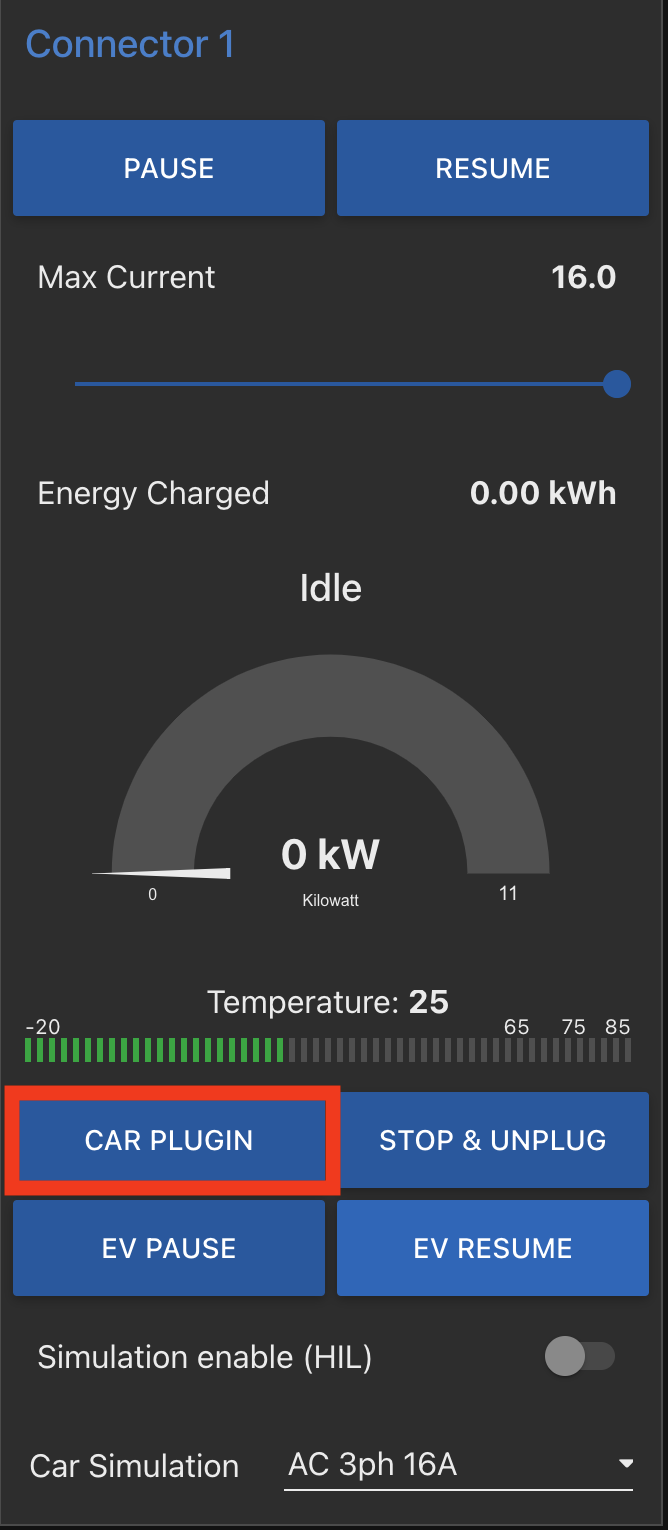 Connector 1
PAUSE RESUME
Max Current 16.0
Energy Charged 0.00 kWh
Idle
0 kW
0 Kilowatt 11
Temperature: 25
-20 65 75 85
CAR PLUGIN STOP & UNPLUG
EV PAUSE EV RESUME
Simulation enable (HIL)
Car Simulation AC 3ph 16A